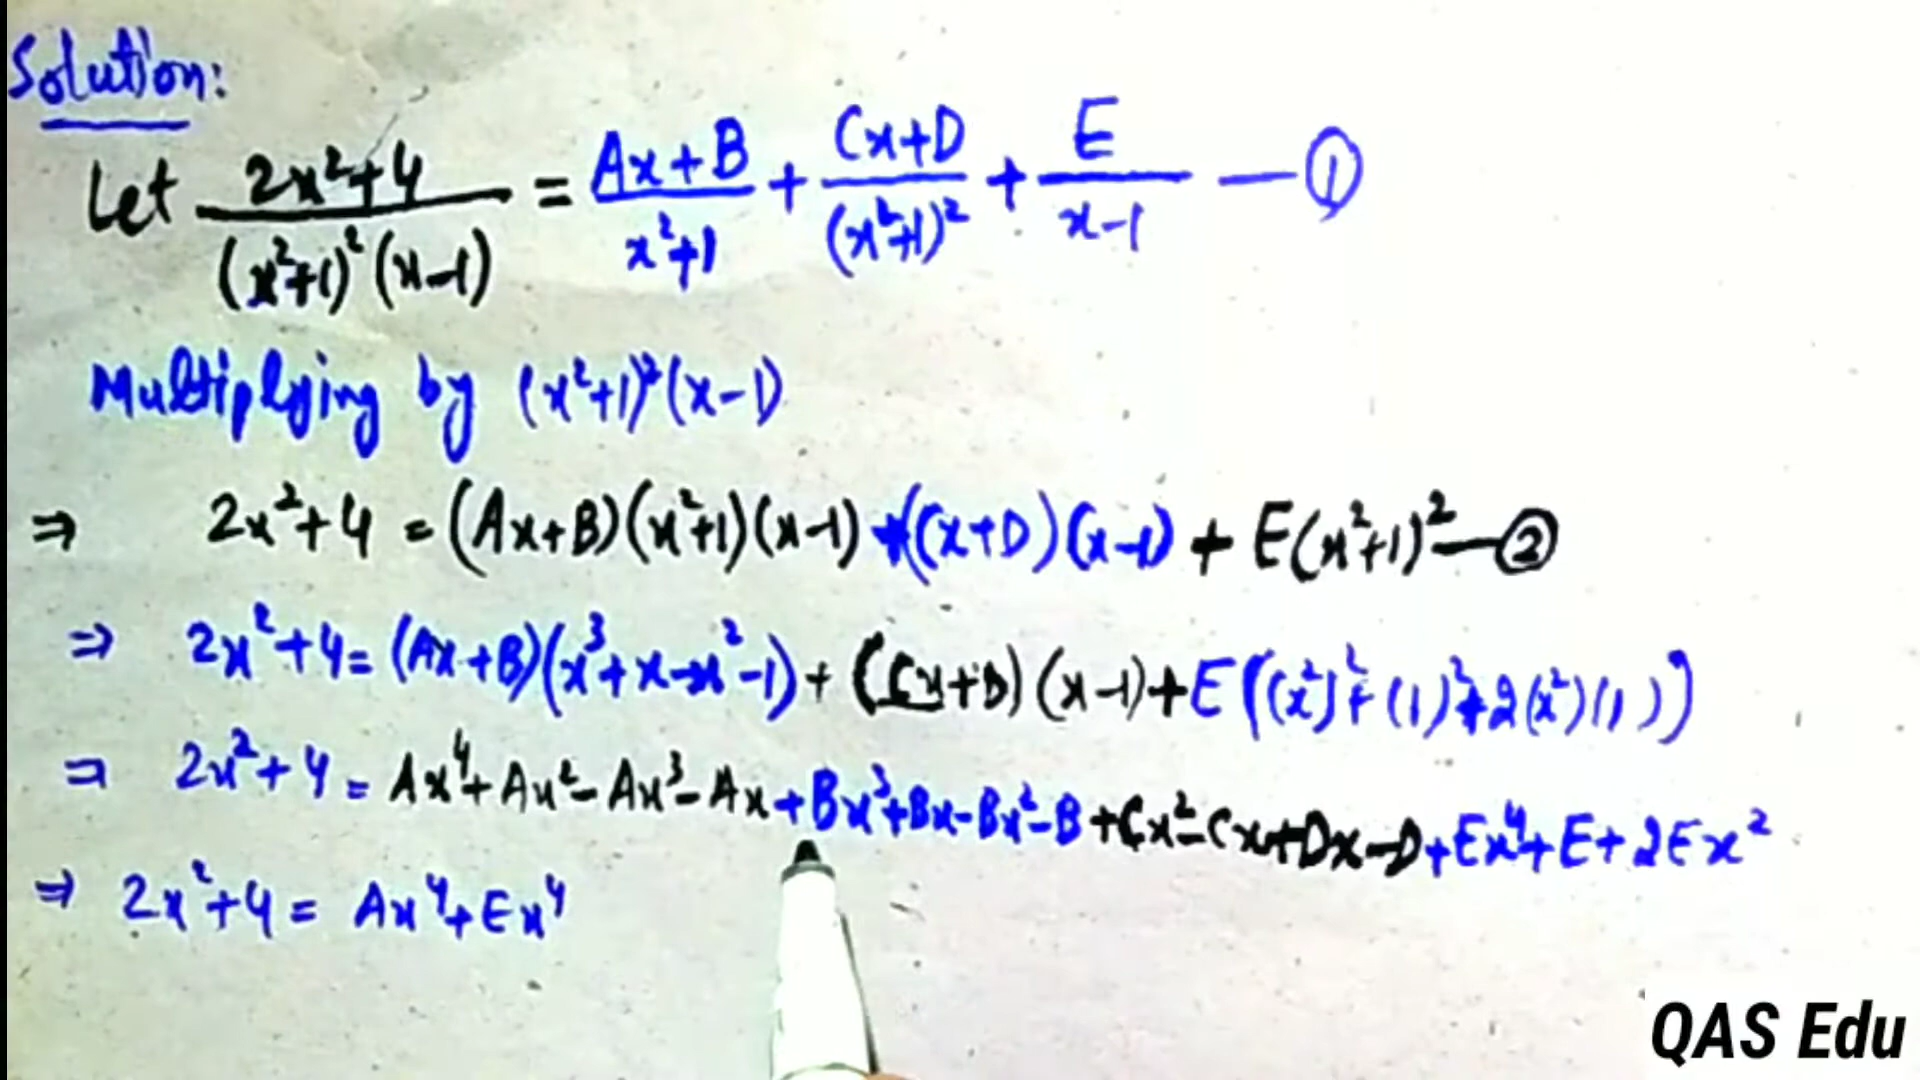 Solution:
Let (2x²+4)/((x²+1)²(x-1)) = (Ax+B)/(x²+1) + (Cx+D)/(x²+1)² + E/(x-1) — ①
Multiplying by (x²+1)²(x-1)
⇒ 2x²+4 = (Ax+B)(x²+1)(x-1) + (Cx+D)(x-1) + E(x²+1)² — ②
⇒ 2x²+4 = (Ax+B)(x³+x-x²-1) + (Cx+D)(x-1) + E((x²)²+(1)²+2(x²)(1))
⇒ 2x²+4 = Ax⁴+Ax²-Ax³-Ax+Bx³+Bx-Bx²-B+Cx²-Cx+Dx-D+Ex⁴+E+2Ex²
⇒ 2x²+4 = Ax⁴+Ex⁴
QAS Edu